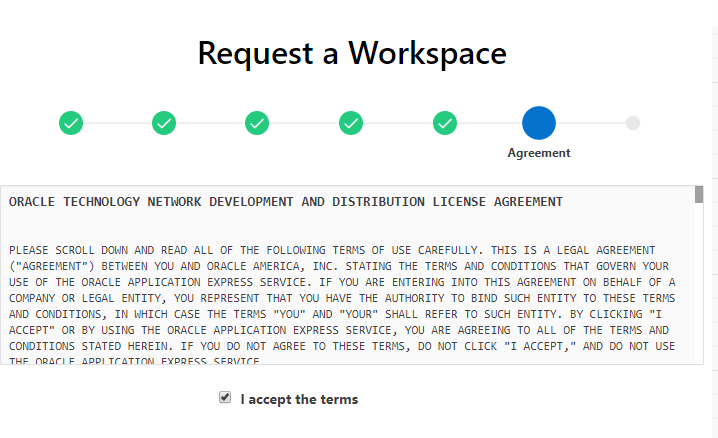 Request a Workspace
Agreement
ORACLE TECHNOLOGY NETWORK DEVELOPMENT AND DISTRIBUTION LICENSE AGREEMENT
PLEASE SCROLL DOWN AND READ ALL OF THE FOLLOWING TERMS OF USE CAREFULLY. THIS IS A LEGAL AGREEMENT
("AGREEMENT") BETWEEN YOU AND ORACLE AMERICA, INC. STATING THE TERMS AND CONDITIONS THAT GOVERN YOUR
USE OF THE ORACLE APPLICATION EXPRESS SERVICE. IF YOU ARE ENTERING INTO THIS AGREEMENT ON BEHALF OF A
COMPANY OR LEGAL ENTITY, YOU REPRESENT THAT YOU HAVE THE AUTHORITY TO BIND SUCH ENTITY TO THESE TERMS
AND CONDITIONS, IN WHICH CASE THE TERMS "YOU" AND "YOUR" SHALL REFER TO SUCH ENTITY. BY CLICKING "I
ACCEPT" OR BY USING THE ORACLE APPLICATION EXPRESS SERVICE, YOU ARE AGREEING TO ALL OF THE TERMS AND
CONDITIONS STATED HEREIN. IF YOU DO NOT AGREE TO THESE TERMS, DO NOT CLICK "I ACCEPT," AND DO NOT USE
THE ORACLE APPLICATION EXPRESS SERVICE
I accept the terms